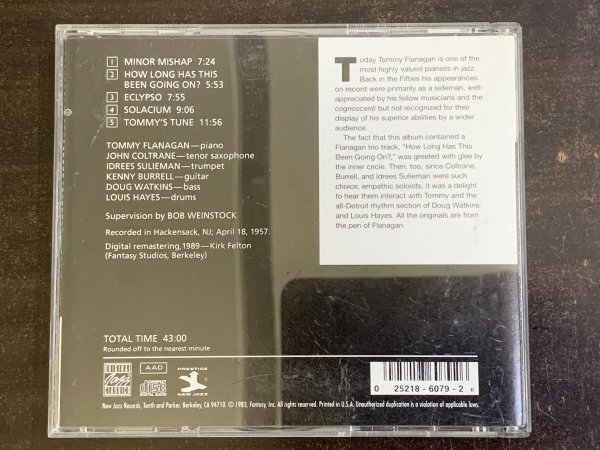 1 MINOR MISHAP 7:24
2 HOW LONG HAS THIS
BEEN GOING ON? 5:53
3 ECLYPSO 7:55
4 SOLACIUM 9:06
5 TOMMY'S TUNE 11:56
TOMMY FLANAGAN—piano
JOHN COLTRANE—tenor saxophone
IDREES SULIEMAN—trumpet
KENNY BURRELL—guitar
DOUG WATKINS—bass
LOUIS HAYES—drums
Supervision by BOB WEINSTOCK
Recorded in Hackensack, NJ; April 18, 1957.
Digital remastering, 1989—Kirk Felton
(Fantasy Studios, Berkeley)
TOTAL TIME 43:00
Rounded off to the nearest minute
Today Tommy Flanagan is one of the
most highly valued pianists in jazz.
Back in the Fifties his appearances
on record were primarily as a sideman, well-
appreciated by his fellow musicians and the
cognoscenti but not recognized for their
display of his superior abilities by a wider
audience.
The fact that this album contained a
Flanagan trio track, "How Long Has This
Been Going On?," was greeted with glee by
the inner circle. Then, too, since Coltrane,
Burrell, and Idrees Sulieman were such
choice, empathic soloists, it was a delight
to hear them interact with Tommy and the
all-Detroit rhythm section of Doug Watkins
and Louis Hayes. All the originals are from
the pen of Flanagan.
ORIGINAL
Jazz
CLASSICS
AAD
COMPACT
disc
DIGITAL AUDIO
PRESTIGE
NEW JAZZ
0 25218-6079-2 6
New Jazz Records, Tenth and Parker, Berkeley, CA 94710. © 1983, Fantasy, Inc. All rights reserved. Printed in U.S.A. Unauthorized duplication is a violation of applicable laws.